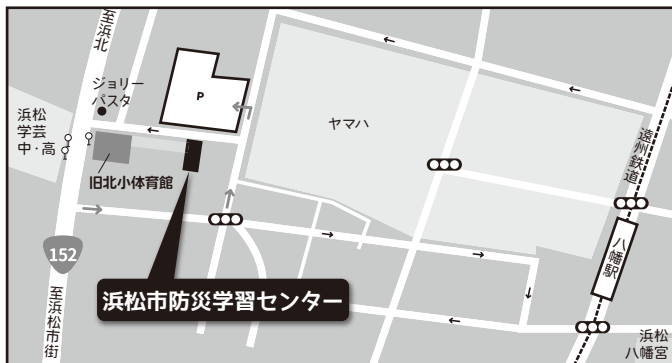 至浜北
ジョリー
パスタ
P
浜松
学芸
中・高
ヤマハ
遠州鉄道
旧北小体育館
八幡駅
152
浜松市防災学習センター
至浜松市街
浜松
八幡宮